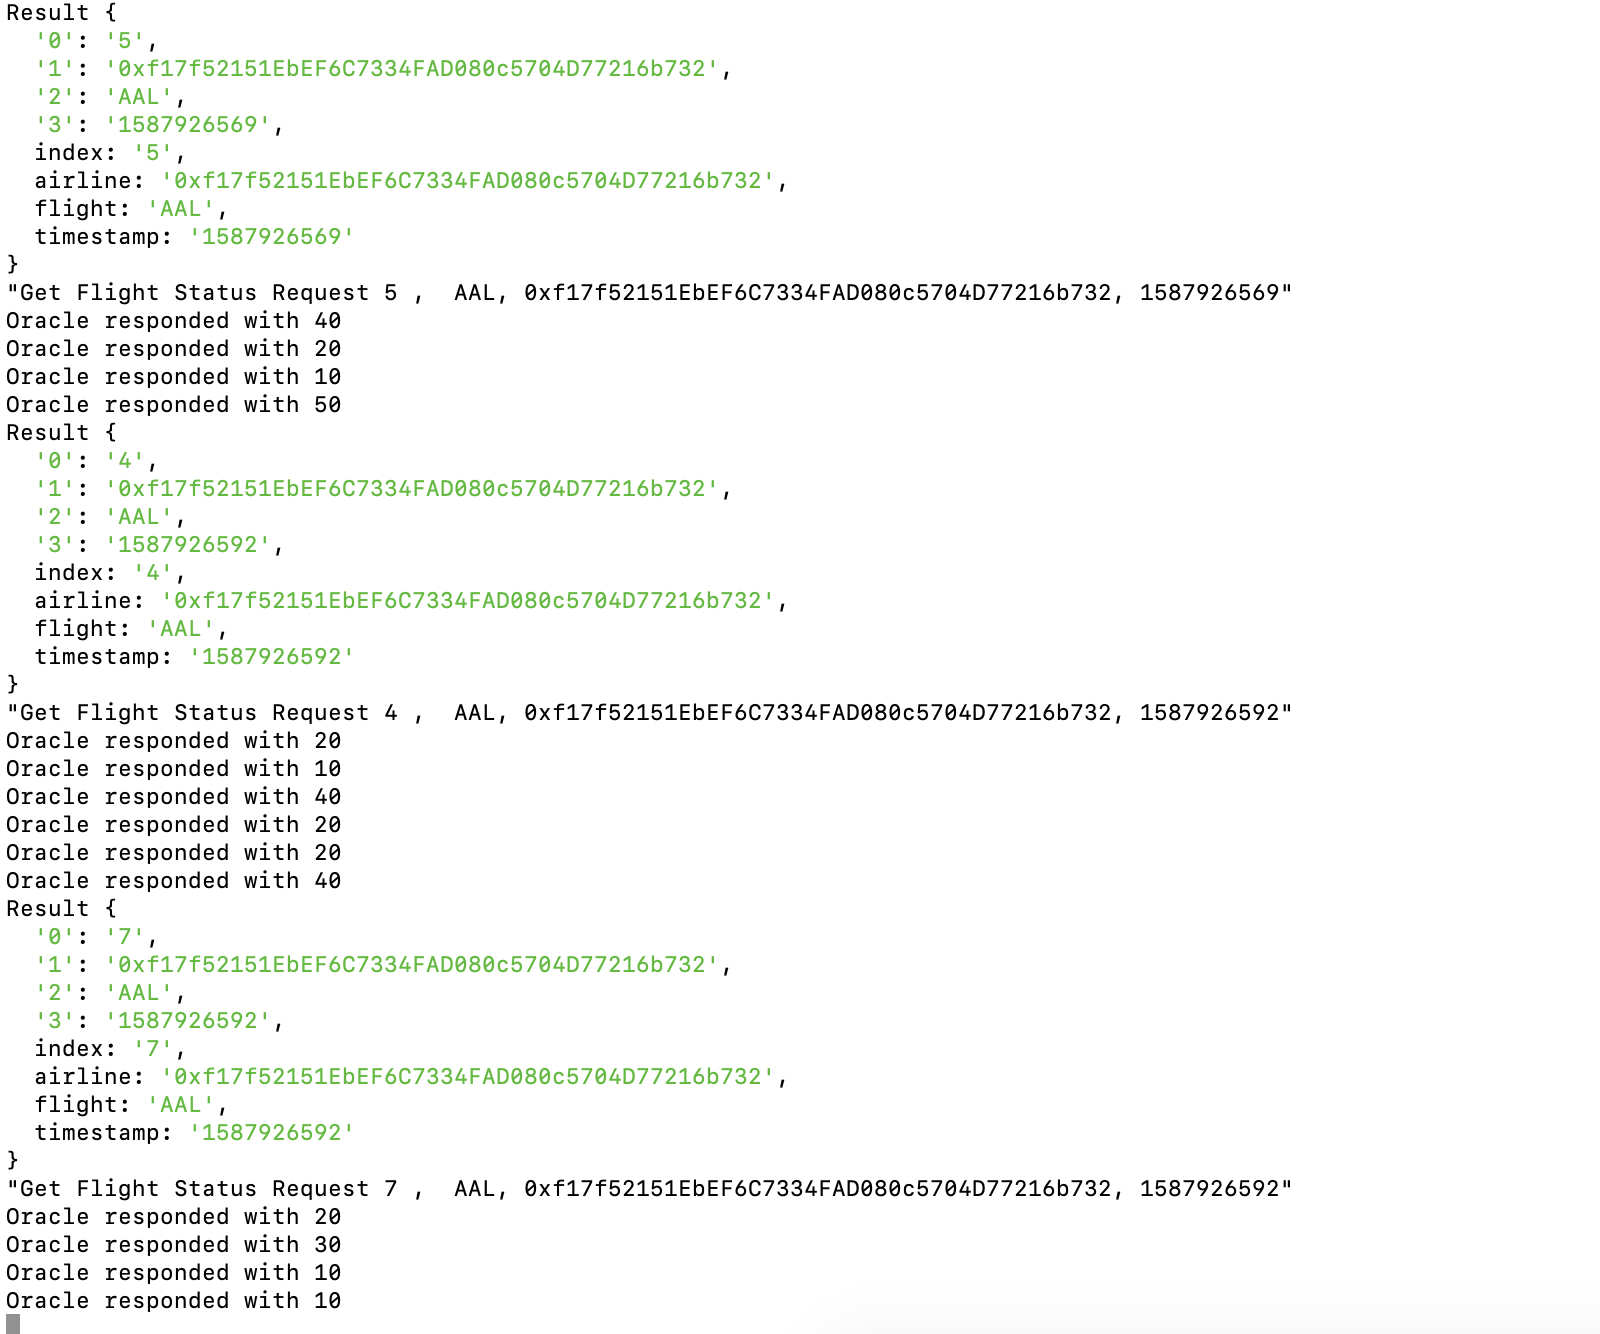 Result {
  '0': '5',
  '1': '0xf17f52151EbEF6C7334FAD080c5704D77216b732',
  '2': 'AAL',
  '3': '1587926569',
  index: '5',
  airline: '0xf17f52151EbEF6C7334FAD080c5704D77216b732',
  flight: 'AAL',
  timestamp: '1587926569'
}
"Get Flight Status Request 5 ,  AAL, 0xf17f52151EbEF6C7334FAD080c5704D77216b732, 1587926569"
Oracle responded with 40
Oracle responded with 20
Oracle responded with 10
Oracle responded with 50
Result {
  '0': '4',
  '1': '0xf17f52151EbEF6C7334FAD080c5704D77216b732',
  '2': 'AAL',
  '3': '1587926592',
  index: '4',
  airline: '0xf17f52151EbEF6C7334FAD080c5704D77216b732',
  flight: 'AAL',
  timestamp: '1587926592'
}
"Get Flight Status Request 4 ,  AAL, 0xf17f52151EbEF6C7334FAD080c5704D77216b732, 1587926592"
Oracle responded with 20
Oracle responded with 10
Oracle responded with 40
Oracle responded with 20
Oracle responded with 20
Oracle responded with 40
Result {
  '0': '7',
  '1': '0xf17f52151EbEF6C7334FAD080c5704D77216b732',
  '2': 'AAL',
  '3': '1587926592',
  index: '7',
  airline: '0xf17f52151EbEF6C7334FAD080c5704D77216b732',
  flight: 'AAL',
  timestamp: '1587926592'
}
"Get Flight Status Request 7 ,  AAL, 0xf17f52151EbEF6C7334FAD080c5704D77216b732, 1587926592"
Oracle responded with 20
Oracle responded with 30
Oracle responded with 10
Oracle responded with 10